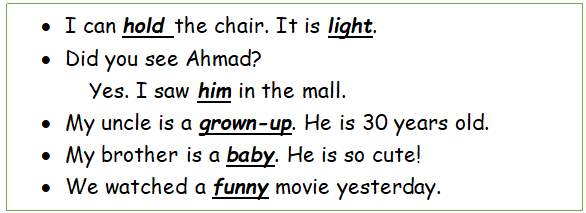 • I can hold the chair. It is light.
• Did you see Ahmad?
Yes. I saw him in the mall.
• My uncle is a grown-up. He is 30 years old.
• My brother is a baby. He is so cute!
• We watched a funny movie yesterday.